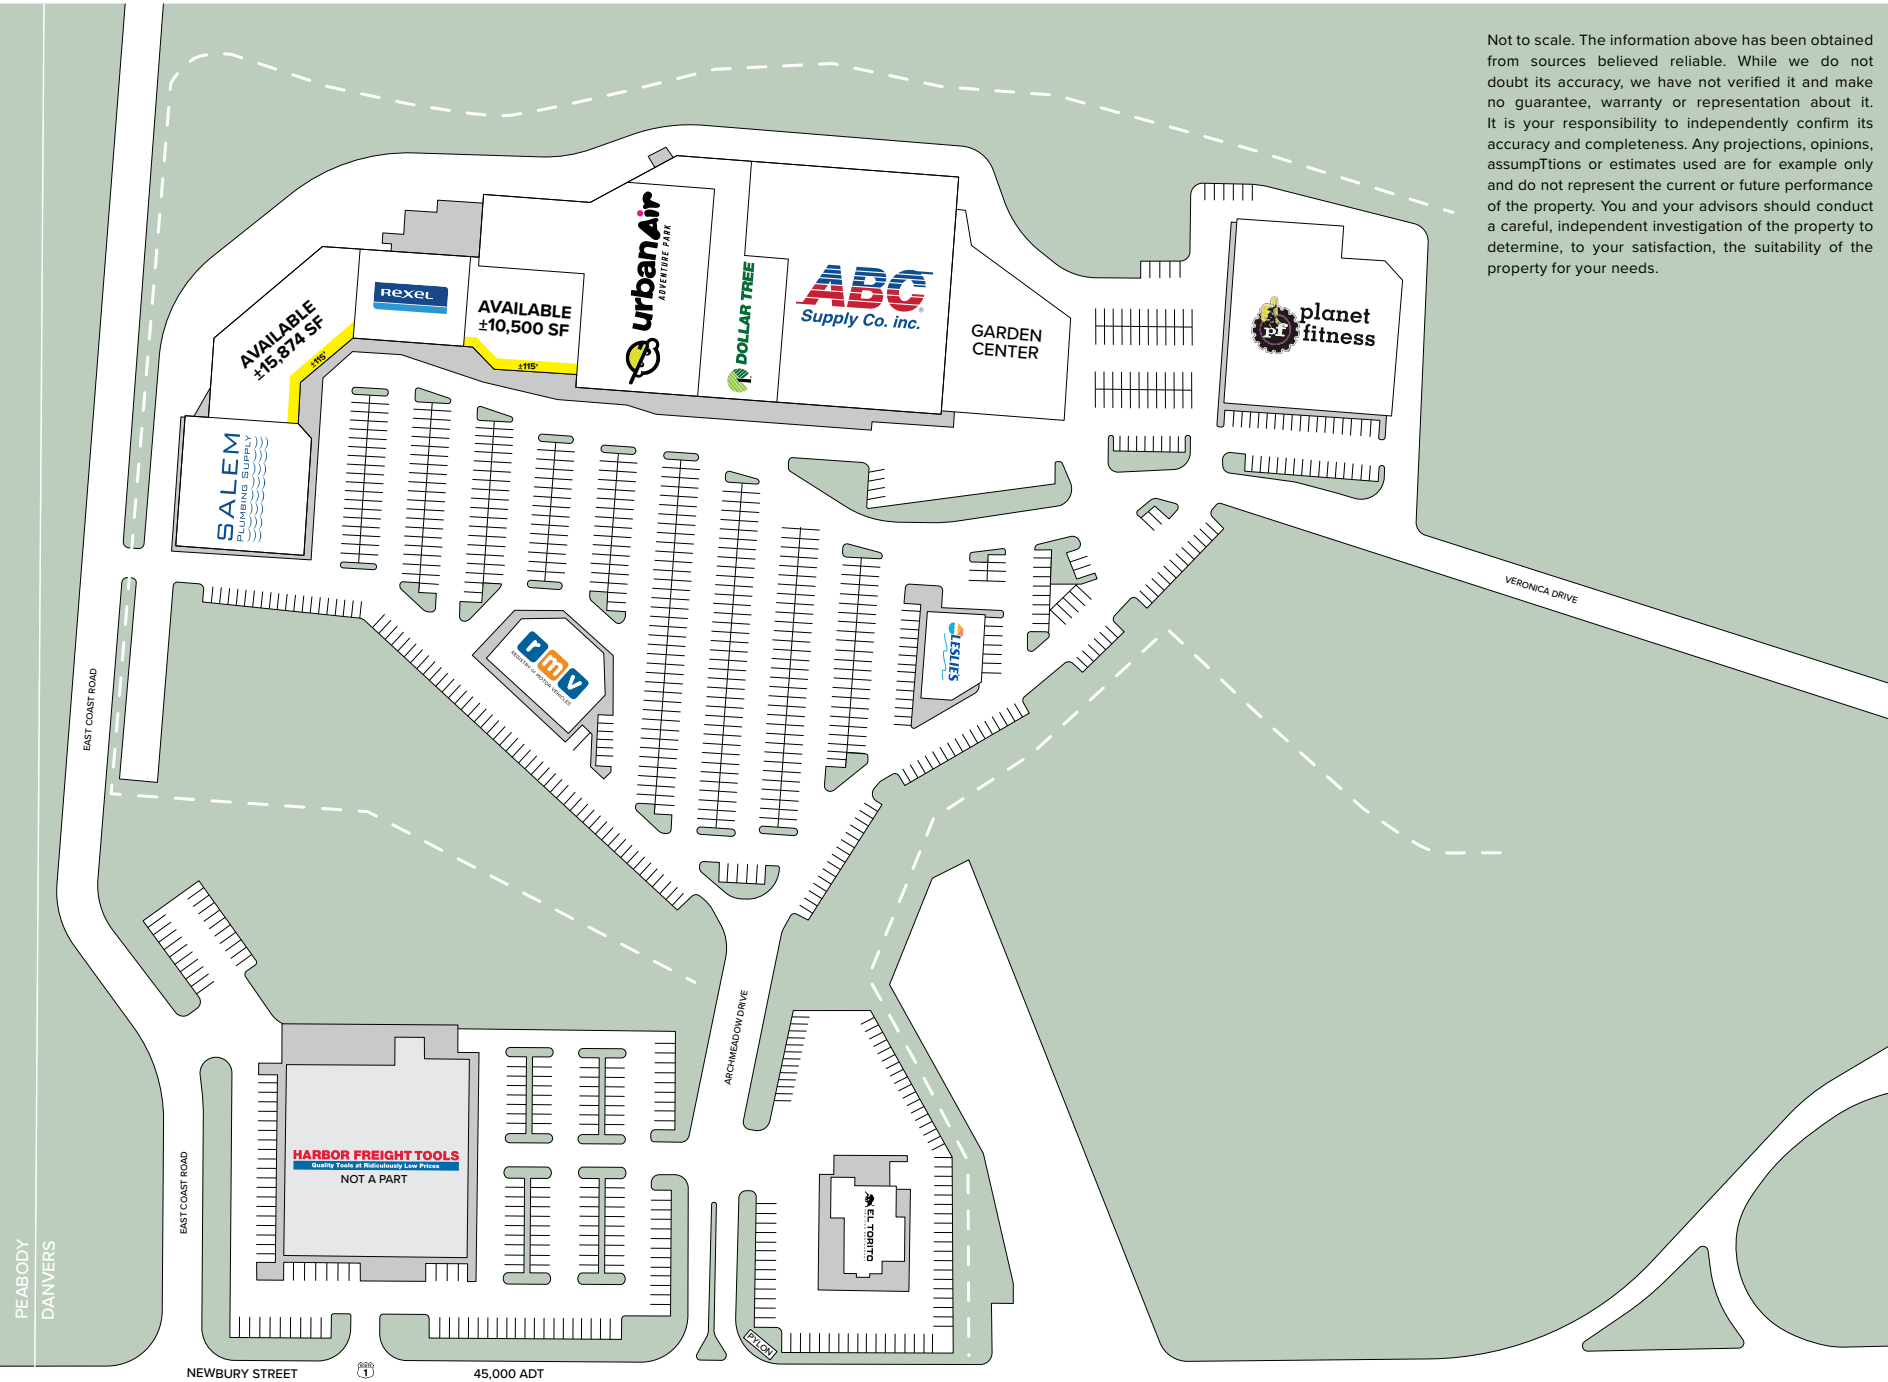 Not to scale. The information above has been obtained
from sources believed reliable. While we do not
doubt its accuracy, we have not verified it and make
no guarantee, warranty or representation about it.
It is your responsibility to independently confirm its
accuracy and completeness. Any projections, opinions,
assumpTtions or estimates used are for example only
and do not represent the current or future performance
of the property. You and your advisors should conduct
a careful, independent investigation of the property to
determine, to your satisfaction, the suitability of the
property for your needs.
AVAILABLE
±15,874 SF
±115'
REXEL
AVAILABLE
±10,500 SF
±115'
urbanAir
ADVENTURE PARK
DOLLAR TREE
ABC
Supply Co. inc.
GARDEN
CENTER
pf
planet
fitness
SALEM
PLUMBING SUPPLY
rmv
REGISTRY OF MOTOR VEHICLES
LESLIE'S
VERONICA DRIVE
EAST COAST ROAD
ARCHMEADOW DRIVE
HARBOR FREIGHT TOOLS
Quality Tools at Ridiculously Low Prices
NOT A PART
EL TORITO
EAST COAST ROAD
PEABODY
DANVERS
PYLON
NEWBURY STREET
1
45,000 ADT